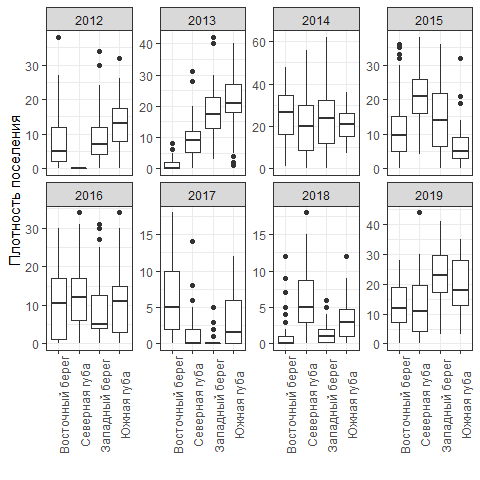 2012 2013 2014 2015
30
20
10
0
40
30
20
10
0
60
40
20
0
30
20
10
0
Плотность поселения
2016 2017 2018 2019
30
20
10
0
15
10
5
0
15
10
5
0
40
30
20
10
0
Восточный берег
Северная губа
Западный берег
Южная губа
Восточный берег
Северная губа
Западный берег
Южная губа
Восточный берег
Северная губа
Западный берег
Южная губа
Восточный берег
Северная губа
Западный берег
Южная губа